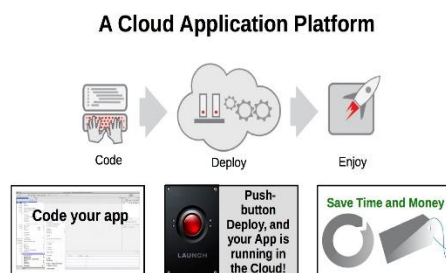 A Cloud Application Platform
Code
Deploy
Enjoy
Code your app
Push-
button
Deploy, and
your App is
running in
the Cloud!
LAUNCH
Save Time and Money